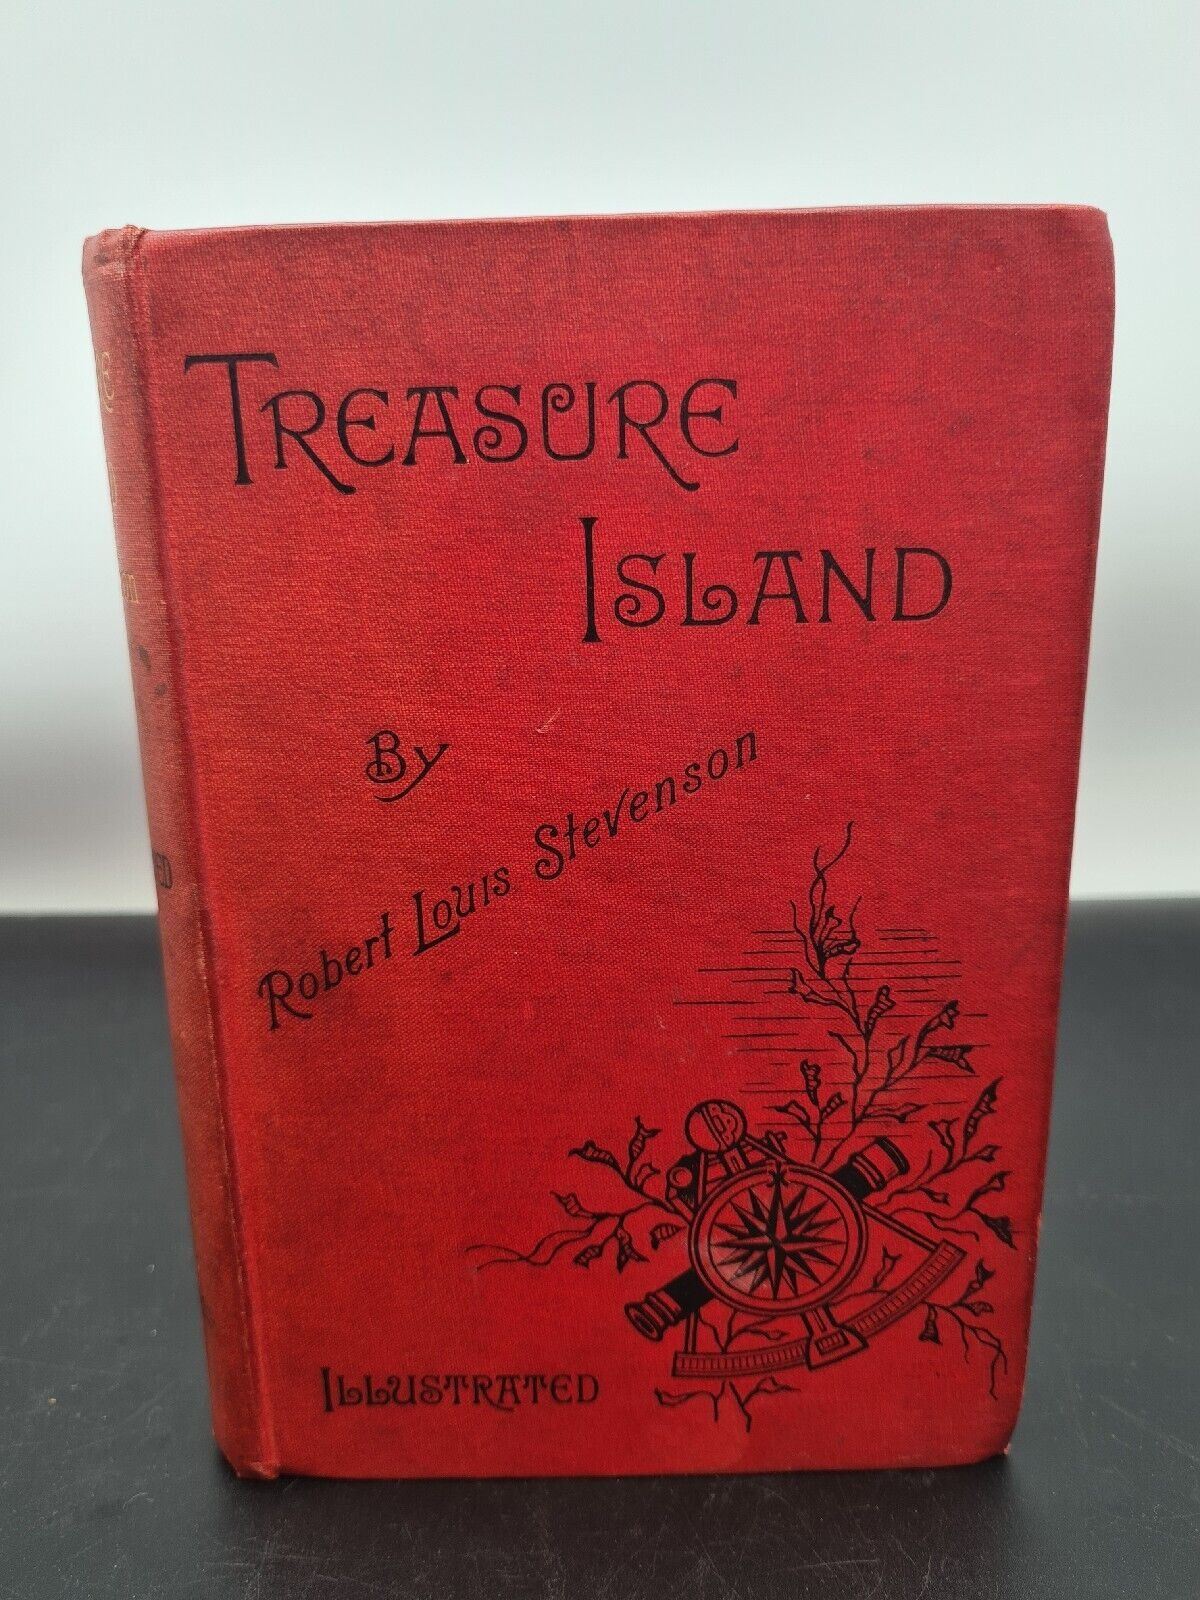 TREASURE
ISLAND
By
Robert Louis Stevenson
ILLUSTRATED